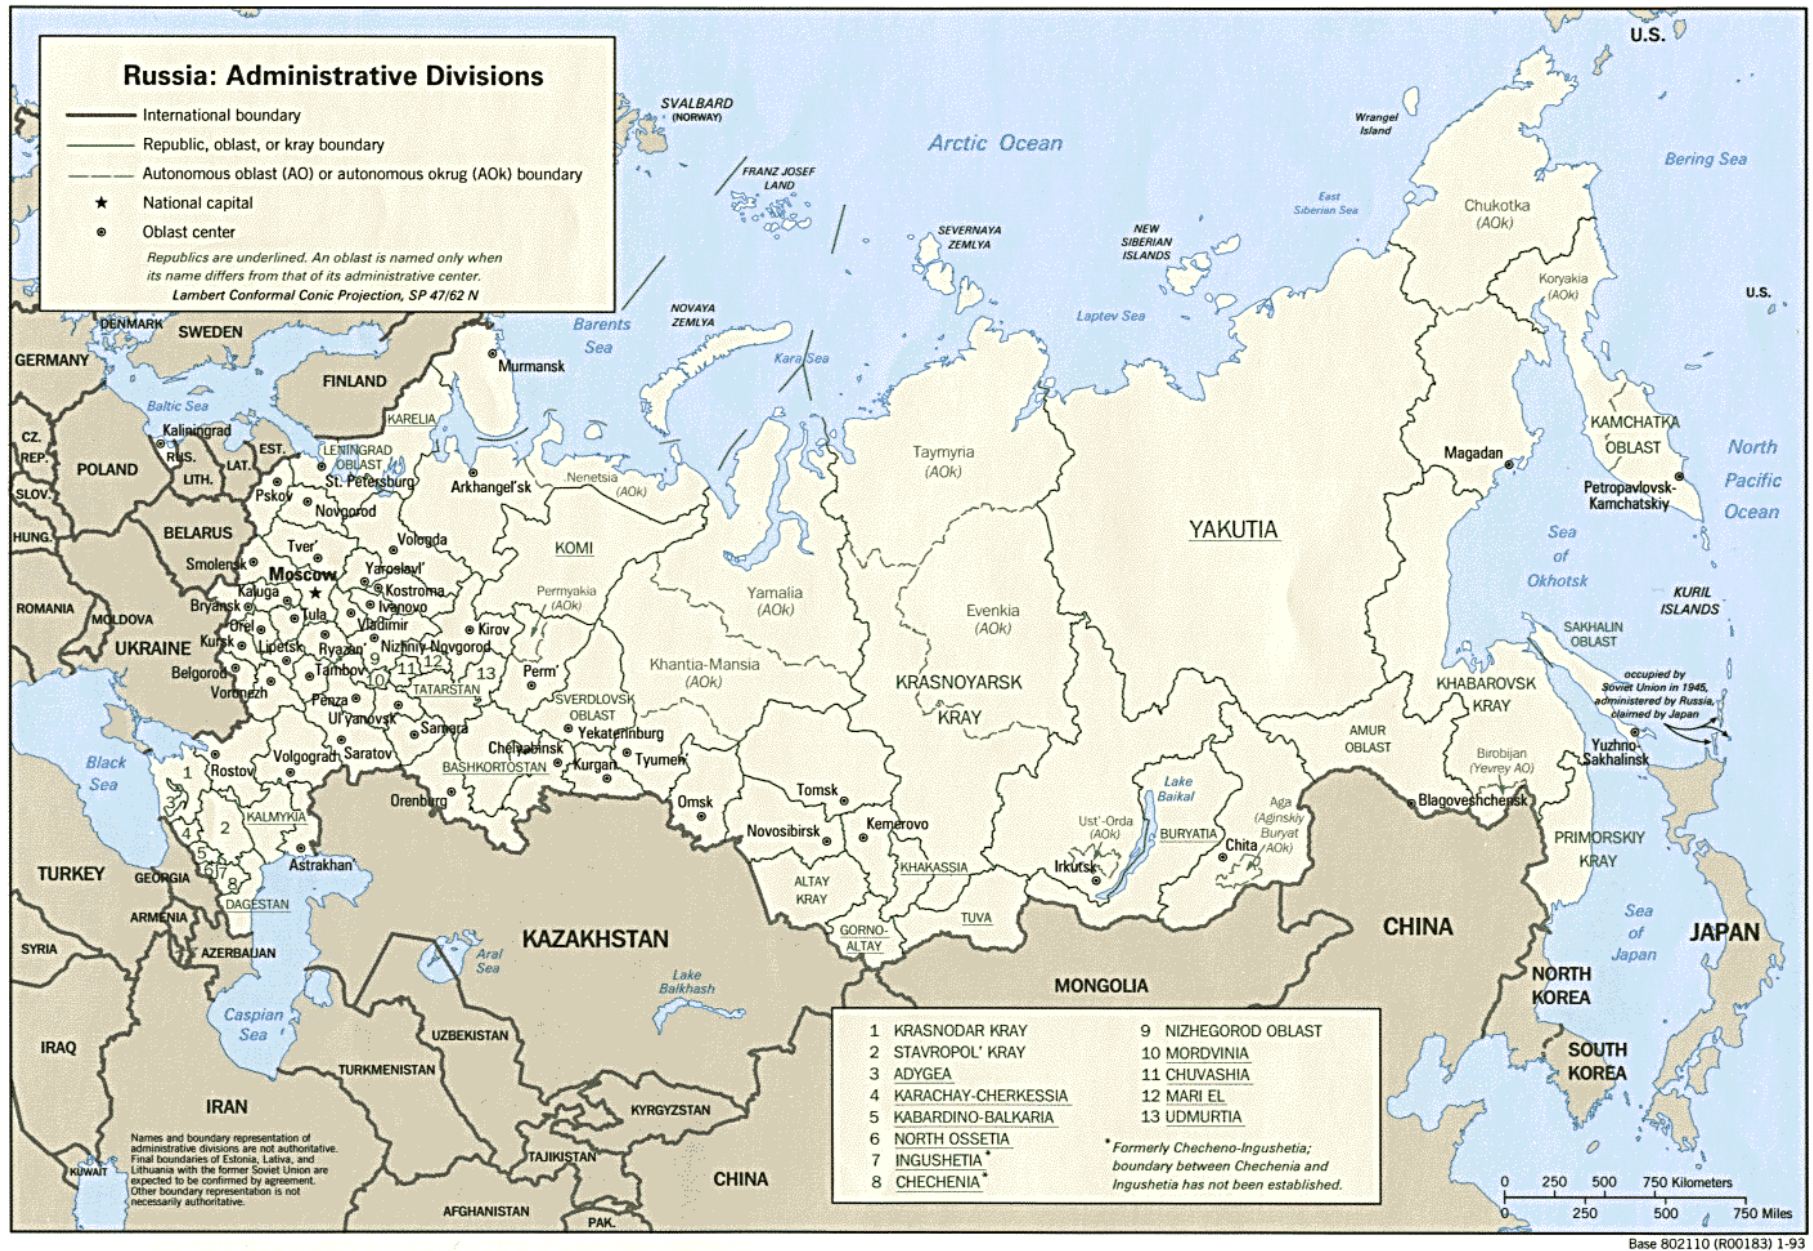 Russia: Administrative Divisions
International boundary
Republic, oblast, or kray boundary
Autonomous oblast (AO) or autonomous okrug (AOk) boundary
National capital
Oblast center
Republics are underlined. An oblast is named only when
its name differs from that of its administrative center.
Lambert Conformal Conic Projection, SP 47/62 N
U.S.
SVALBARD
(NORWAY)
Wrangel
Island
Arctic Ocean
Bering Sea
FRANZ JOSEF
LAND
East
Siberian Sea
Chukotka
(AOk)
SEVERNAYA
ZEMLYA
NEW
SIBERIAN
ISLANDS
Koryakia
(AOk)
U.S.
NOVAYA
ZEMLYA
Laptev Sea
Barents
Sea
Kara Sea
DENMARK
SWEDEN
GERMANY
FINLAND
Murmansk
Baltic Sea
KARELIA
Kaliningrad
RUS.
CZ.
REP.
POLAND
LITH.
LAT.
EST.
LENINGRAD
OBLAST
St. Petersburg
Arkhangel'sk
Nenetsia
(AOk)
Taymyria
(AOk)
Magadan
KAMCHATKA
OBLAST
Petropavlovsk-
Kamchatskiy
North
Pacific
Ocean
SLOV.
HUNG.
Pskov
Novgorod
BELARUS
Tver'
Vologda
KOMI
YAKUTIA
Sea
of
Okhotsk
Smolensk
Moscow
Yaroslavl'
Kostroma
Ivanovo
Kaluga
Bryansk
Tula
Vladimir
Permyakia
(AOk)
Yamalia
(AOk)
Evenkia
(AOk)
KURIL
ISLANDS
ROMANIA
MOLDOVA
UKRAINE
Orel
Kursk
Lipetsk
Ryazan'
Nizhniy Novgorod
Kirov
SAKHALIN
OBLAST
Belgorod
Voronezh
Tambov
9
10
11
12
13
Perm'
Khantia-Mansia
(AOk)
KRASNOYARSK
KRAY
KHABAROVSK
KRAY
occupied by
Soviet Union in 1945,
administered by Russia,
claimed by Japan
Penza
TATARSTAN
Ul'yanovsk
SVERDLOVSK
OBLAST
Yekaterinburg
AMUR
OBLAST
Yuzhno-
Sakhalinsk
Birobijan
(Yevrey AO)
Black
Sea
Rostov
Volgograd
Saratov
Samara
BASHKORTOSTAN
Chelyabinsk
Kurgan
Tyumen'
Orenburg
Omsk
Tomsk
Novosibirsk
Kemerovo
Lake
Baikal
Ust'-Orda
(AOk)
BURYATIA
Aga
(Aginskiy
Buryat
AOk)
Chita
Irkutsk
Blagoveshchensk
PRIMORSKIY
KRAY
1
3
2
4
5
6
7
8
KALMYKIA
Astrakhan'
DAGESTAN
ALTAY
KRAY
KHAKASSIA
GORNO-
ALTAY
TUVA
TURKEY
GEORGIA
ARMENIA
AZERBAIJAN
SYRIA
IRAQ
KAZAKHSTAN
Aral
Sea
Lake
Balkhash
MONGOLIA
CHINA
Sea
of
Japan
JAPAN
NORTH
KOREA
SOUTH
KOREA
Caspian
Sea
UZBEKISTAN
TURKMENISTAN
IRAN
KUWAIT
KYRGYZSTAN
TAJIKISTAN
AFGHANISTAN
PAK.
CHINA
Names and boundary representation of
administrative divisions are not authoritative.
Final boundaries of Estonia, Lativa, and
Lithuania with the former Soviet Union are
expected to be confirmed by agreement.
Other boundary representation is not
necessarily authoritative.
1 KRASNODAR KRAY
2 STAVROPOL' KRAY
3 ADYGEA
4 KARACHAY-CHERKESSIA
5 KABARDINO-BALKARIA
6 NORTH OSSETIA
7 INGUSHETIA*
8 CHECHENIA*
9 NIZHEGOROD OBLAST
10 MORDVINIA
11 CHUVASHIA
12 MARI EL
13 UDMURTIA
*Formerly Checheno-Ingushetia;
boundary between Chechenia and
Ingushetia has not been established.
0 250 500 750 Kilometers
0 250 500 750 Miles
Base 802110 (R00183) 1-93